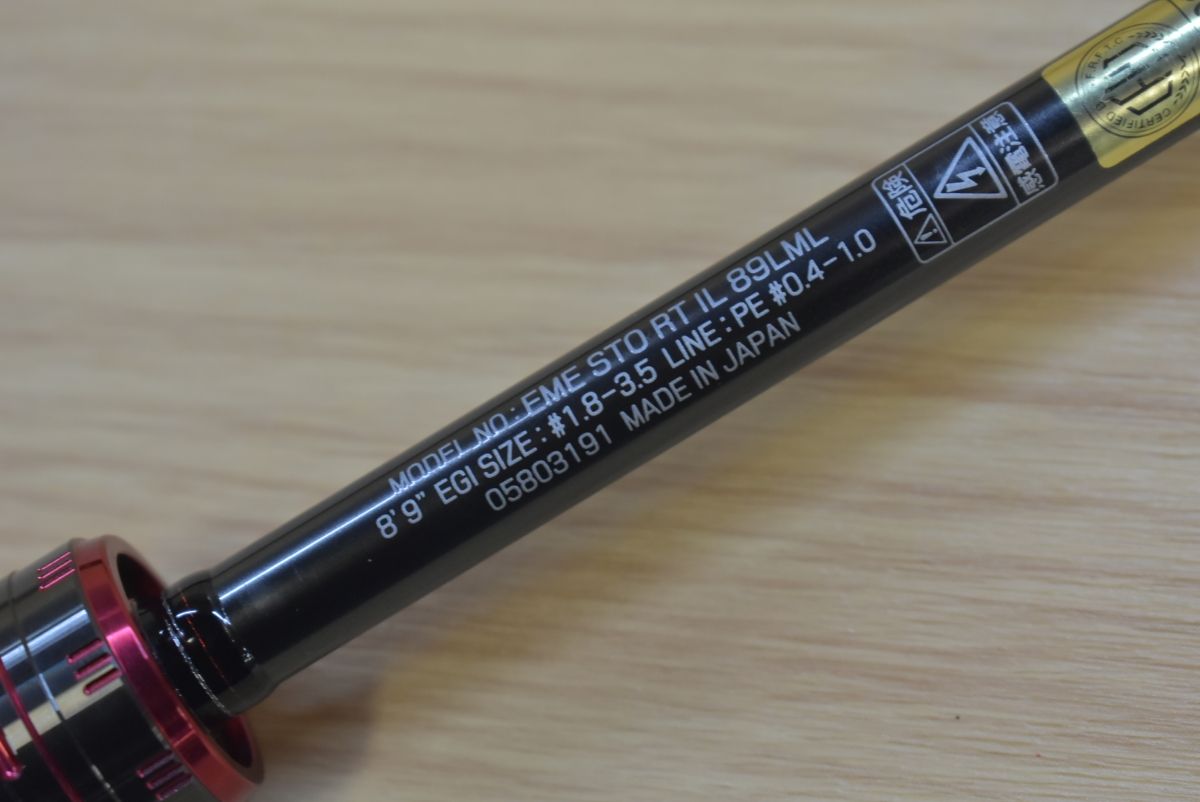 MODEL NO.: EME STO RT IL 89LML
8'9" EGI SIZE : #1.8-3.5 LINE : PE #0.4-1.0
05803191 MADE IN JAPAN
危険
感電注意
CERTIFIED B